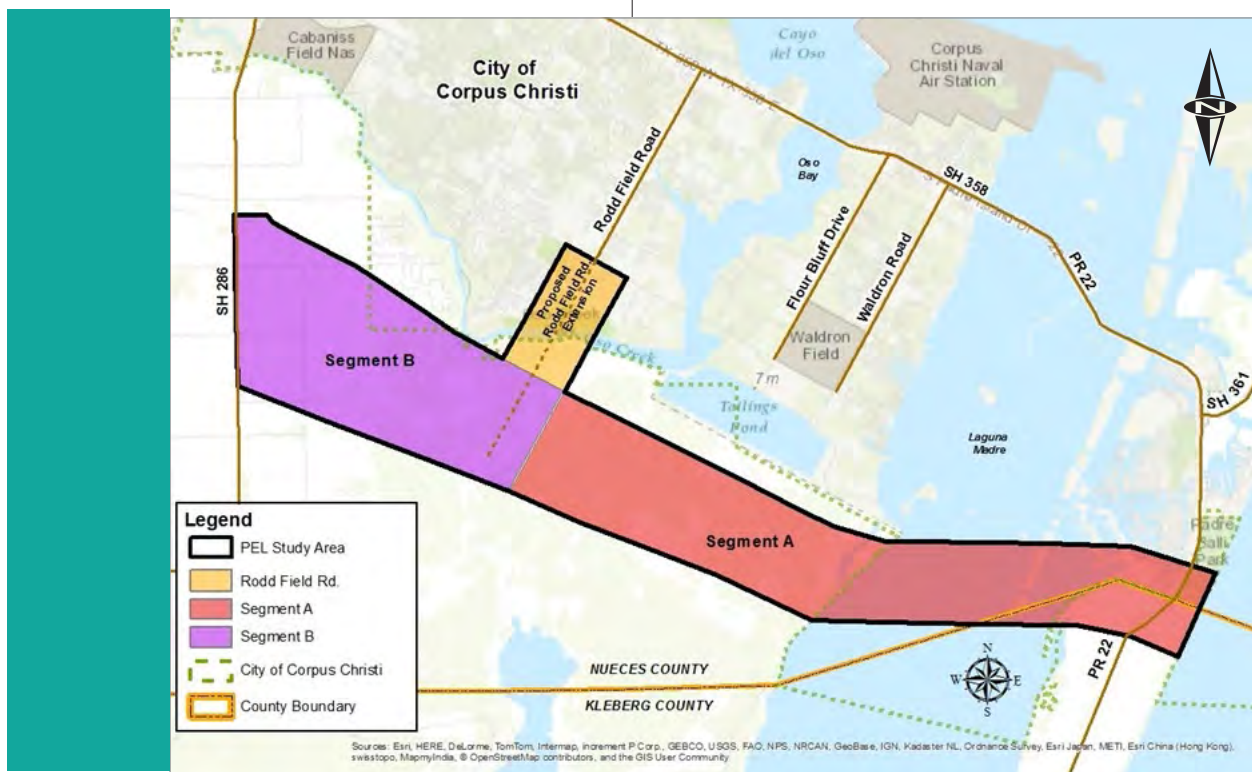 Cabaniss
Field Nas
City of
Corpus Christi
Cayo
del Oso
Corpus
Christi Naval
Air Station
N
Rodd Field Road
Oso
Bay
SH 358
Flour Bluff Drive
Waldron Road
PR 22
SH 286
Proposed
Rodd Field Rd.
Extension
Oso Creek
Waldron
Field
7 m
Tailings
Pond
SH 361
Segment B
Laguna
Madre
Segment A
Padre
Balli
Park
Legend
PEL Study Area
Rodd Field Rd.
Segment A
Segment B
City of Corpus Christi
County Boundary
NUECES COUNTY
KLEBERG COUNTY
N
W E
S
PR 22
Sources: Esri, HERE, DeLorme, TomTom, Intermap, increment P Corp., GEBCO, USGS, FAO, NPS, NRCAN, GeoBase, IGN, Kadaster NL, Ordnance Survey, Esri Japan, METI, Esri China (Hong Kong),
swisstopo, MapmyIndia, © OpenStreetMap contributors, and the GIS User Community